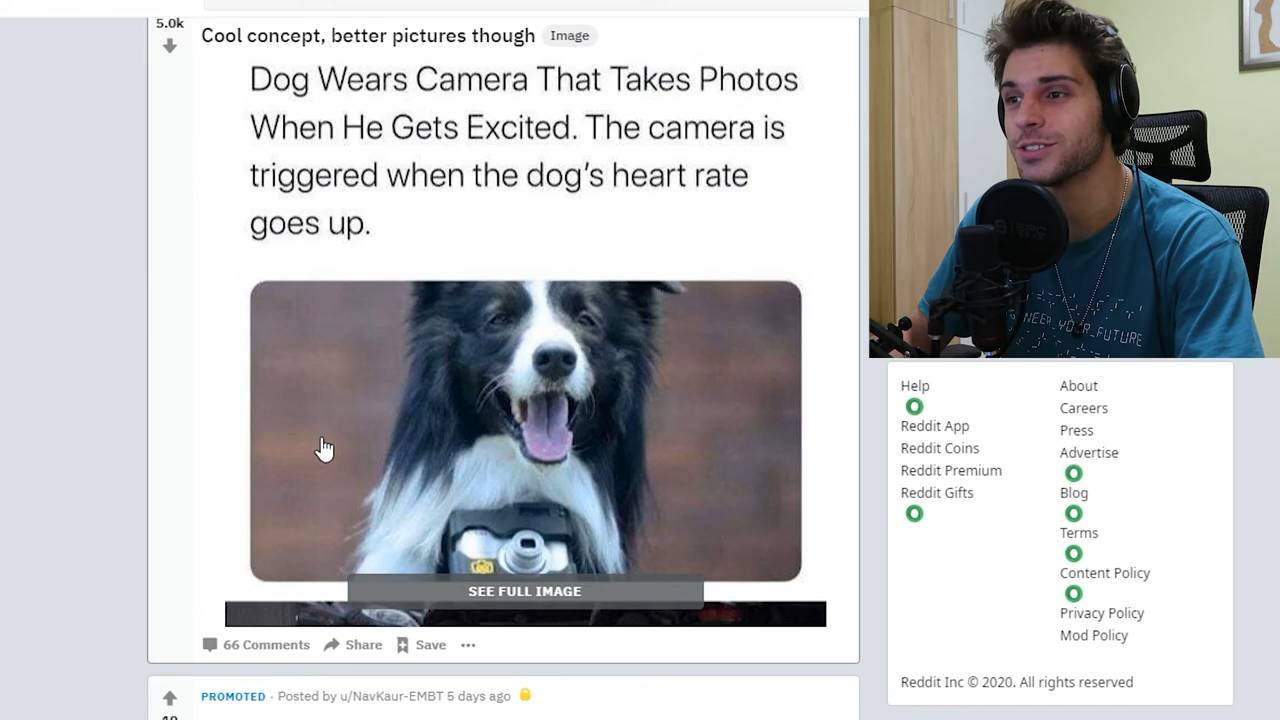 5.0k
Cool concept, better pictures though Image
Dog Wears Camera That Takes Photos
When He Gets Excited. The camera is
triggered when the dog's heart rate
goes up.
SEE FULL IMAGE
66 Comments Share Save
PROMOTED · Posted by u/NavKaur-EMBT 5 days ago
NEER YOUR FUTURE
Help
Reddit App
Reddit Coins
Reddit Premium
Reddit Gifts
About
Careers
Press
Advertise
Blog
Terms
Content Policy
Privacy Policy
Mod Policy
Reddit Inc © 2020. All rights reserved